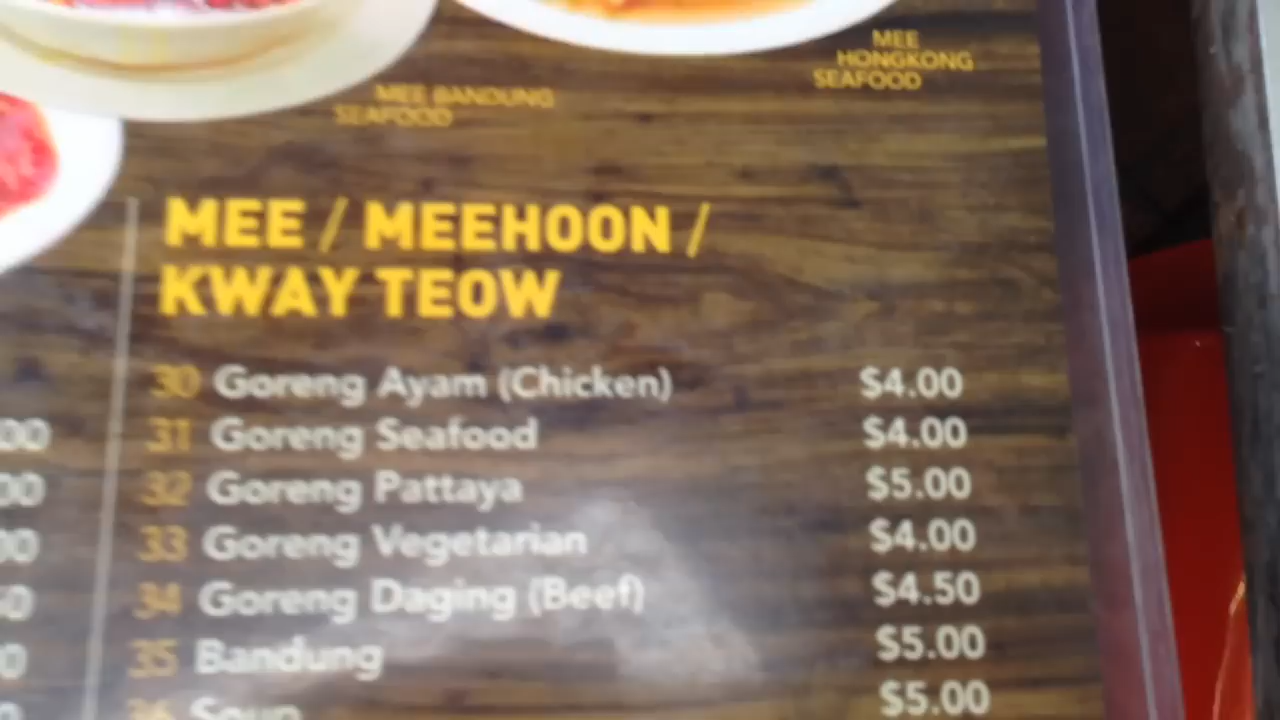 MEE
HONGKONG
SEAFOOD
MEE BANDUNG
SEAFOOD
MEE / MEEHOON /
KWAY TEOW
30 Goreng Ayam (Chicken) $4.00
31 Goreng Seafood $4.00
32 Goreng Pattaya $5.00
33 Goreng Vegetarian $4.00
34 Goreng Daging (Beef) $4.50
35 Bandung $5.00
36 Soup $5.00